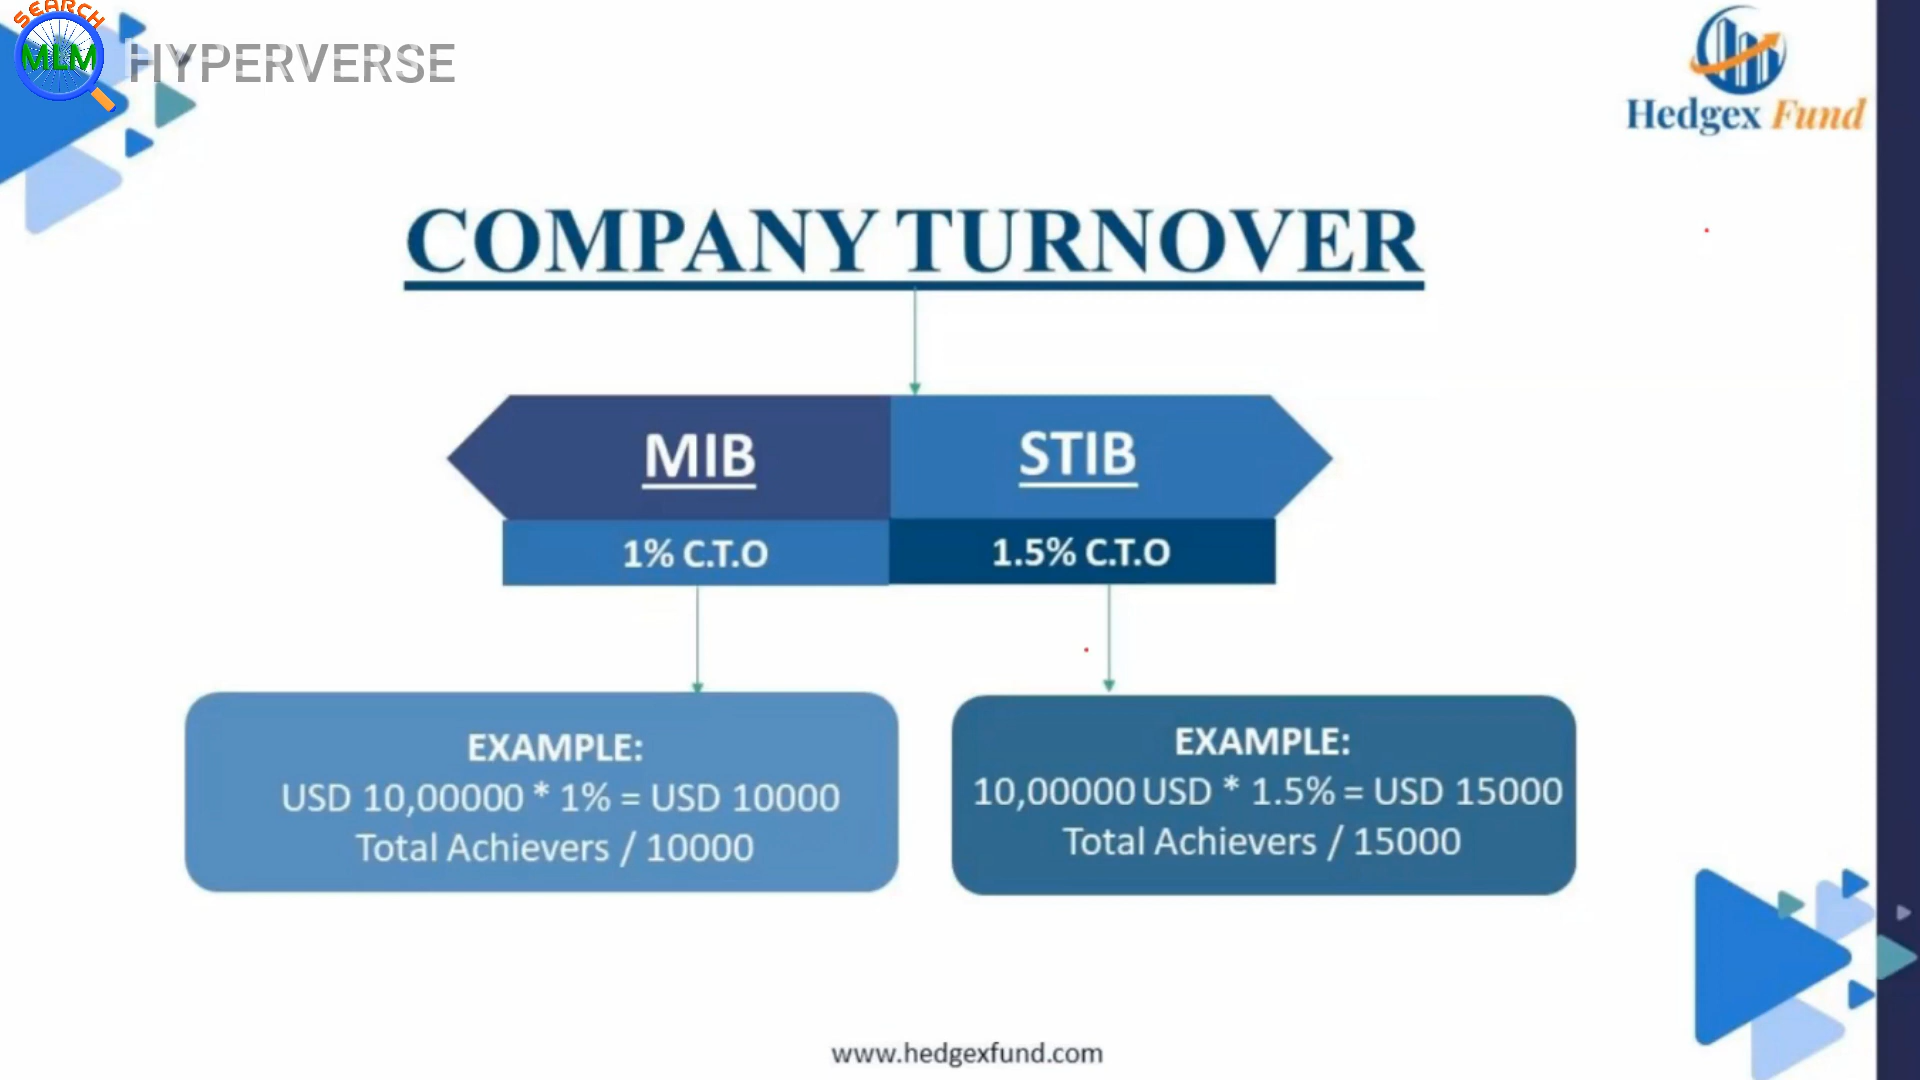 SEARCH
MLM
HYPERVERSE
Hedgex Fund
COMPANY TURNOVER
MIB
STIB
1% C.T.O
1.5% C.T.O
EXAMPLE:
USD 10,00000 * 1% = USD 10000
Total Achievers / 10000
EXAMPLE:
10,00000 USD * 1.5% = USD 15000
Total Achievers / 15000
www.hedgexfund.com